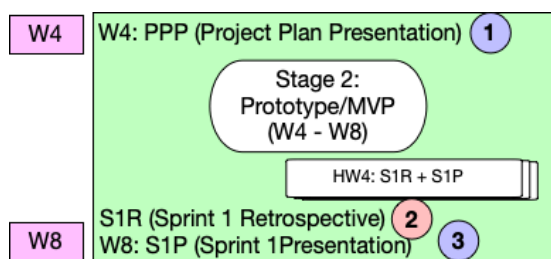 W4
W4: PPP (Project Plan Presentation) 1
Stage 2:
Prototype/MVP
(W4 - W8)
HW4: S1R + S1P
S1R (Sprint 1 Retrospective) 2
W8
W8: S1P (Sprint 1Presentation) 3